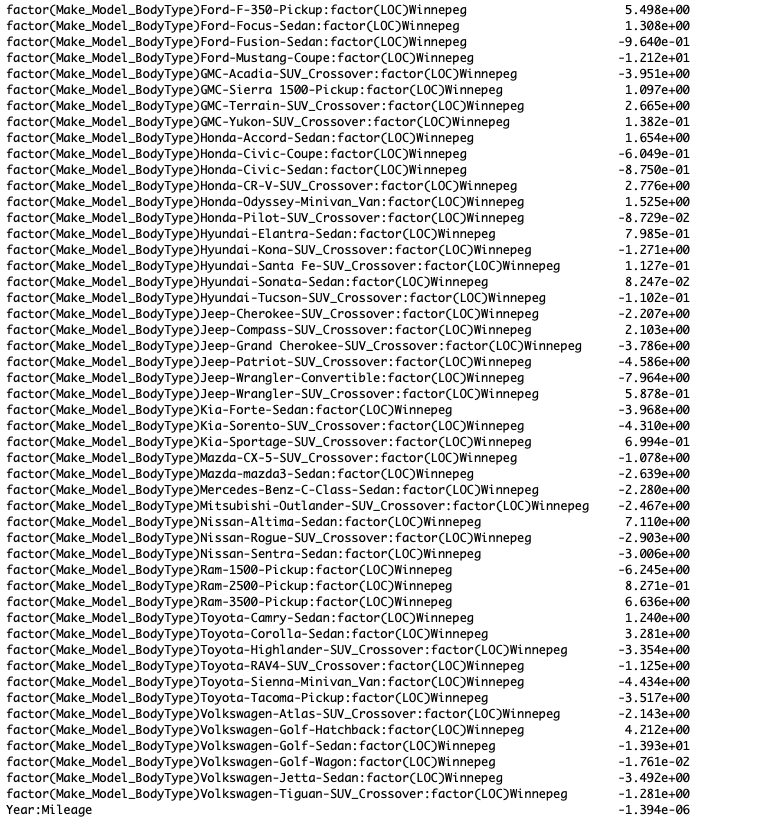 factor(Make_Model_BodyType)Ford-F-350-Pickup:factor(LOC)Winnepeg 5.498e+00
factor(Make_Model_BodyType)Ford-Focus-Sedan:factor(LOC)Winnepeg 1.308e+00
factor(Make_Model_BodyType)Ford-Fusion-Sedan:factor(LOC)Winnepeg -9.640e-01
factor(Make_Model_BodyType)Ford-Mustang-Coupe:factor(LOC)Winnepeg -1.212e+01
factor(Make_Model_BodyType)GMC-Acadia-SUV_Crossover:factor(LOC)Winnepeg -3.951e+00
factor(Make_Model_BodyType)GMC-Sierra 1500-Pickup:factor(LOC)Winnepeg 1.097e+00
factor(Make_Model_BodyType)GMC-Terrain-SUV_Crossover:factor(LOC)Winnepeg 2.665e+00
factor(Make_Model_BodyType)GMC-Yukon-SUV_Crossover:factor(LOC)Winnepeg 1.382e-01
factor(Make_Model_BodyType)Honda-Accord-Sedan:factor(LOC)Winnepeg 1.654e+00
factor(Make_Model_BodyType)Honda-Civic-Coupe:factor(LOC)Winnepeg -6.049e-01
factor(Make_Model_BodyType)Honda-Civic-Sedan:factor(LOC)Winnepeg -8.750e-01
factor(Make_Model_BodyType)Honda-CR-V-SUV_Crossover:factor(LOC)Winnepeg 2.776e+00
factor(Make_Model_BodyType)Honda-Odyssey-Minivan_Van:factor(LOC)Winnepeg 1.525e+00
factor(Make_Model_BodyType)Honda-Pilot-SUV_Crossover:factor(LOC)Winnepeg -8.729e-02
factor(Make_Model_BodyType)Hyundai-Elantra-Sedan:factor(LOC)Winnepeg 7.985e-01
factor(Make_Model_BodyType)Hyundai-Kona-SUV_Crossover:factor(LOC)Winnepeg -1.271e+00
factor(Make_Model_BodyType)Hyundai-Santa Fe-SUV_Crossover:factor(LOC)Winnepeg 1.127e-01
factor(Make_Model_BodyType)Hyundai-Sonata-Sedan:factor(LOC)Winnepeg 8.247e-02
factor(Make_Model_BodyType)Hyundai-Tucson-SUV_Crossover:factor(LOC)Winnepeg -1.102e-01
factor(Make_Model_BodyType)Jeep-Cherokee-SUV_Crossover:factor(LOC)Winnepeg -2.207e+00
factor(Make_Model_BodyType)Jeep-Compass-SUV_Crossover:factor(LOC)Winnepeg 2.103e+00
factor(Make_Model_BodyType)Jeep-Grand Cherokee-SUV_Crossover:factor(LOC)Winnepeg -3.786e+00
factor(Make_Model_BodyType)Jeep-Patriot-SUV_Crossover:factor(LOC)Winnepeg -4.586e+00
factor(Make_Model_BodyType)Jeep-Wrangler-Convertible:factor(LOC)Winnepeg -7.964e+00
factor(Make_Model_BodyType)Jeep-Wrangler-SUV_Crossover:factor(LOC)Winnepeg 5.878e-01
factor(Make_Model_BodyType)Kia-Forte-Sedan:factor(LOC)Winnepeg -3.968e+00
factor(Make_Model_BodyType)Kia-Sorento-SUV_Crossover:factor(LOC)Winnepeg -4.310e+00
factor(Make_Model_BodyType)Kia-Sportage-SUV_Crossover:factor(LOC)Winnepeg 6.994e-01
factor(Make_Model_BodyType)Mazda-CX-5-SUV_Crossover:factor(LOC)Winnepeg -1.078e+00
factor(Make_Model_BodyType)Mazda-mazda3-Sedan:factor(LOC)Winnepeg -2.639e+00
factor(Make_Model_BodyType)Mercedes-Benz-C-Class-Sedan:factor(LOC)Winnepeg -2.280e+00
factor(Make_Model_BodyType)Mitsubishi-Outlander-SUV_Crossover:factor(LOC)Winnepeg -2.467e+00
factor(Make_Model_BodyType)Nissan-Altima-Sedan:factor(LOC)Winnepeg 7.110e-01
factor(Make_Model_BodyType)Nissan-Rogue-SUV_Crossover:factor(LOC)Winnepeg -2.903e+00
factor(Make_Model_BodyType)Nissan-Sentra-Sedan:factor(LOC)Winnepeg -3.006e+00
factor(Make_Model_BodyType)Ram-1500-Pickup:factor(LOC)Winnepeg -6.245e+00
factor(Make_Model_BodyType)Ram-2500-Pickup:factor(LOC)Winnepeg 8.271e-01
factor(Make_Model_BodyType)Ram-3500-Pickup:factor(LOC)Winnepeg 6.636e+00
factor(Make_Model_BodyType)Toyota-Camry-Sedan:factor(LOC)Winnepeg 1.240e+00
factor(Make_Model_BodyType)Toyota-Corolla-Sedan:factor(LOC)Winnepeg 3.281e+00
factor(Make_Model_BodyType)Toyota-Highlander-SUV_Crossover:factor(LOC)Winnepeg -3.354e+00
factor(Make_Model_BodyType)Toyota-RAV4-SUV_Crossover:factor(LOC)Winnepeg -1.125e+00
factor(Make_Model_BodyType)Toyota-Sienna-Minivan_Van:factor(LOC)Winnepeg -4.434e+00
factor(Make_Model_BodyType)Toyota-Tacoma-Pickup:factor(LOC)Winnepeg -3.517e+00
factor(Make_Model_BodyType)Volkswagen-Atlas-SUV_Crossover:factor(LOC)Winnepeg -2.143e+00
factor(Make_Model_BodyType)Volkswagen-Golf-Hatchback:factor(LOC)Winnepeg 4.212e+00
factor(Make_Model_BodyType)Volkswagen-Golf-Sedan:factor(LOC)Winnepeg -1.393e+01
factor(Make_Model_BodyType)Volkswagen-Golf-Wagon:factor(LOC)Winnepeg -1.761e-02
factor(Make_Model_BodyType)Volkswagen-Jetta-Sedan:factor(LOC)Winnepeg -3.492e+00
factor(Make_Model_BodyType)Volkswagen-Tiguan-SUV_Crossover:factor(LOC)Winnepeg -1.281e+00
Year:Mileage -1.394e-06